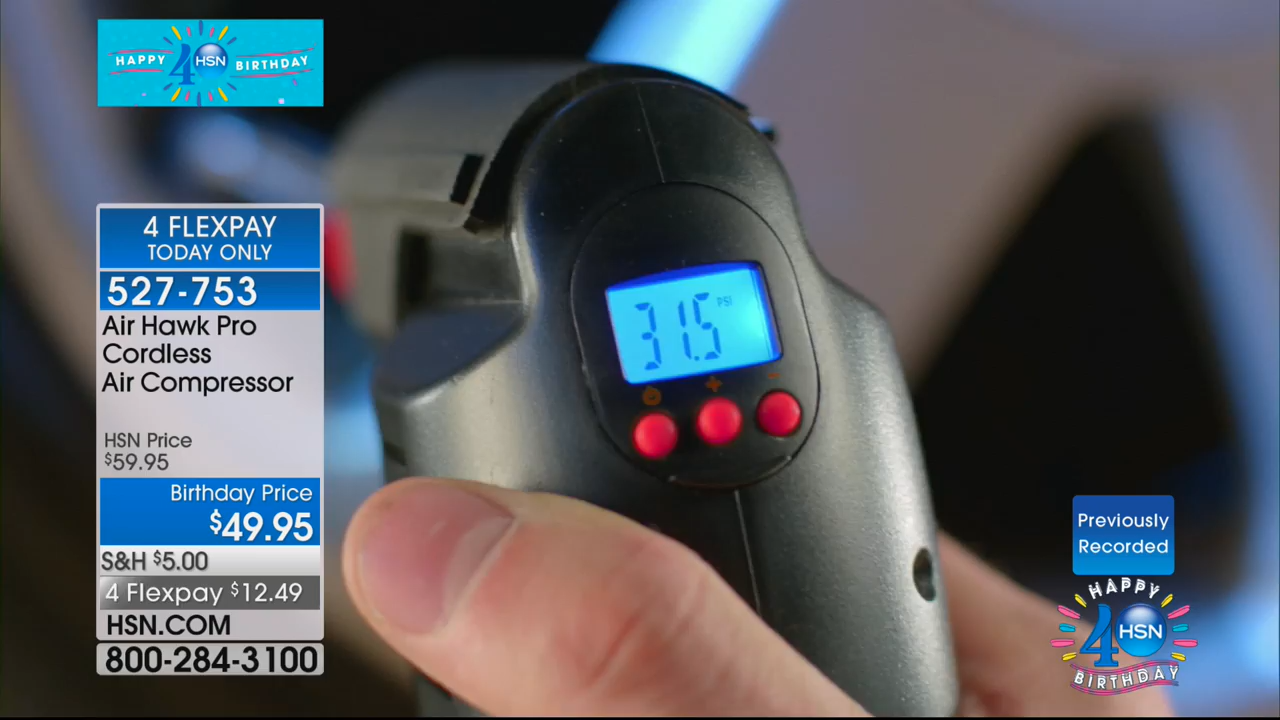 HAPPY 40 HSN BIRTHDAY
4 FLEXPAY
TODAY ONLY
527-753
Air Hawk Pro
Cordless
Air Compressor
HSN Price
$59.95
Birthday Price
$49.95
S&H $5.00
4 Flexpay $12.49
HSN.COM
800-284-3100
31.5 PSI
+ -
Previously
Recorded
HAPPY
40 HSN
BIRTHDAY